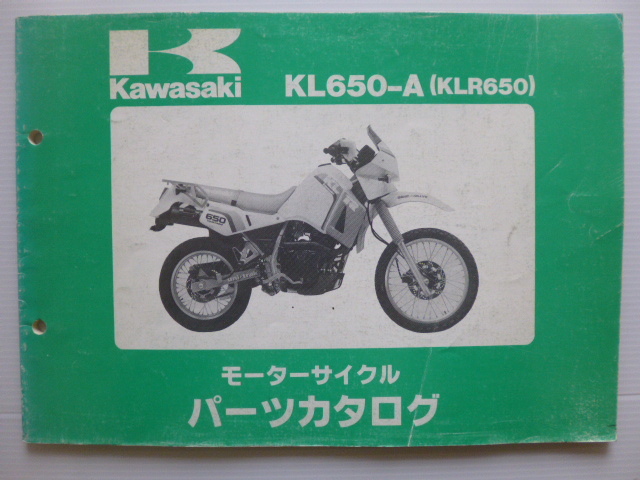 Kawasaki
KL650-A (KLR650)
650
モーターサイクル
パーツカタログ